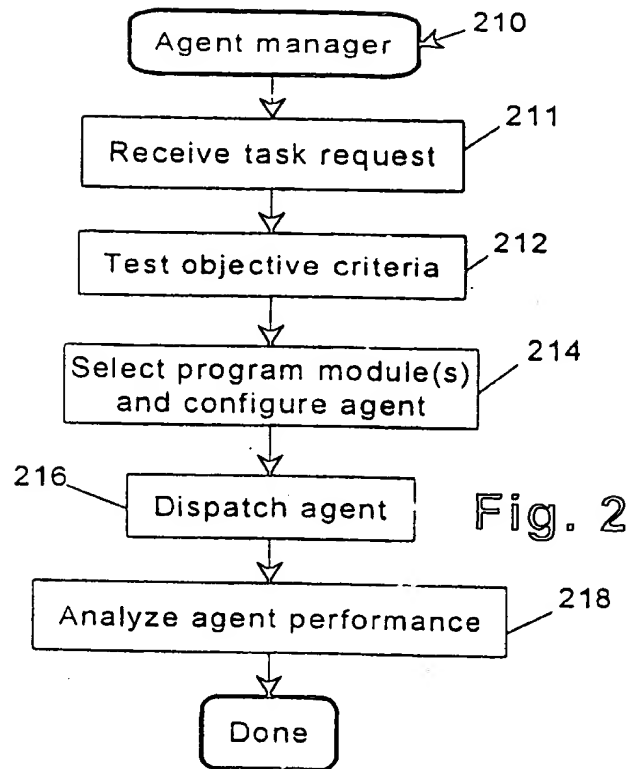 Agent manager
210
211
Receive task request
212
Test objective criteria
214
Select program module(s)
and configure agent
216
Dispatch agent
Fig. 2
Analyze agent performance
218
Done